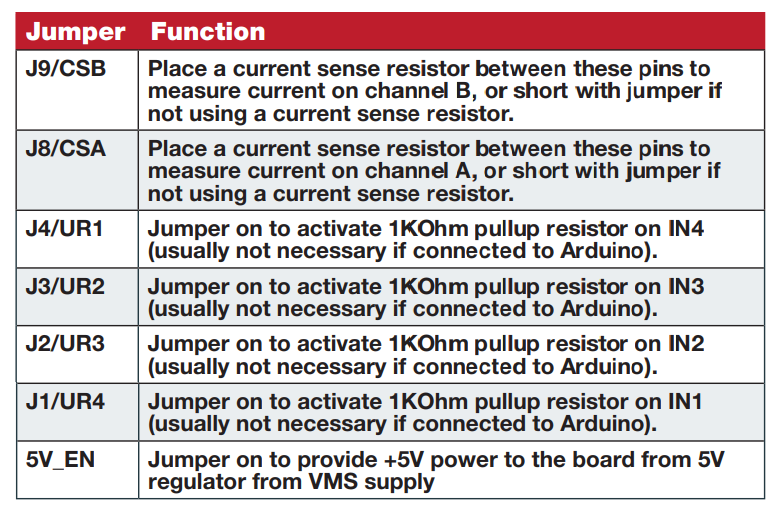 Jumper Function
J9/CSB Place a current sense resistor between these pins to
measure current on channel B, or short with jumper if
not using a current sense resistor.
J8/CSA Place a current sense resistor between these pins to
measure current on channel A, or short with jumper if
not using a current sense resistor.
J4/UR1 Jumper on to activate 1KOhm pullup resistor on IN4
(usually not necessary if connected to Arduino).
J3/UR2 Jumper on to activate 1KOhm pullup resistor on IN3
(usually not necessary if connected to Arduino).
J2/UR3 Jumper on to activate 1KOhm pullup resistor on IN2
(usually not necessary if connected to Arduino).
J1/UR4 Jumper on to activate 1KOhm pullup resistor on IN1
(usually not necessary if connected to Arduino).
5V_EN Jumper on to provide +5V power to the board from 5V
regulator from VMS supply